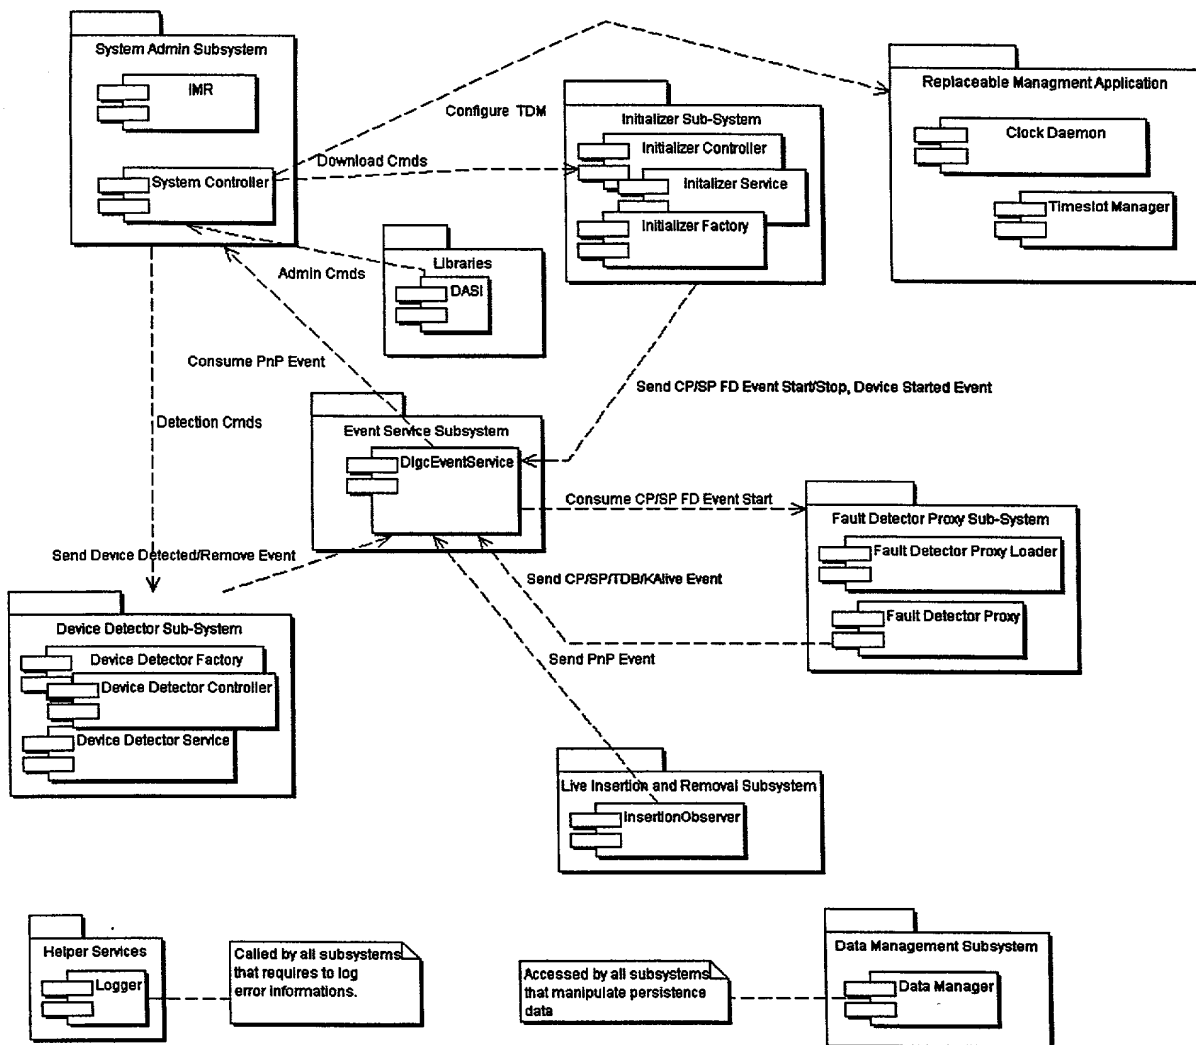 System Admin Subsystem
IMR
System Controller
Configure TDM
Download Cmds
Replaceable Managment Application
Clock Daemon
Timeslot Manager
Initializer Sub-System
Initializer Controller
Initalizer Service
Initializer Factory
Libraries
DASI
Admin Cmds
Consume PnP Event
Detection Cmds
Send CP/SP FD Event Start/Stop, Device Started Event
Event Service Subsystem
DlgcEventService
Consume CP/SP FD Event Start
Fault Detector Proxy Sub-System
Fault Detector Proxy Loader
Fault Detector Proxy
Send Device Detected/Remove Event
Send CP/SP/TDB/KAlive Event
Send PnP Event
Device Detector Sub-System
Device Detector Factory
Device Detector Controller
Device Detector Service
Live Insertion and Removal Subsystem
InsertionObserver
Helper Services
Logger
Called by all subsystems
that requires to log
error informations.
Accessed by all subsystems
that manipulate persistence
data
Data Management Subsystem
Data Manager